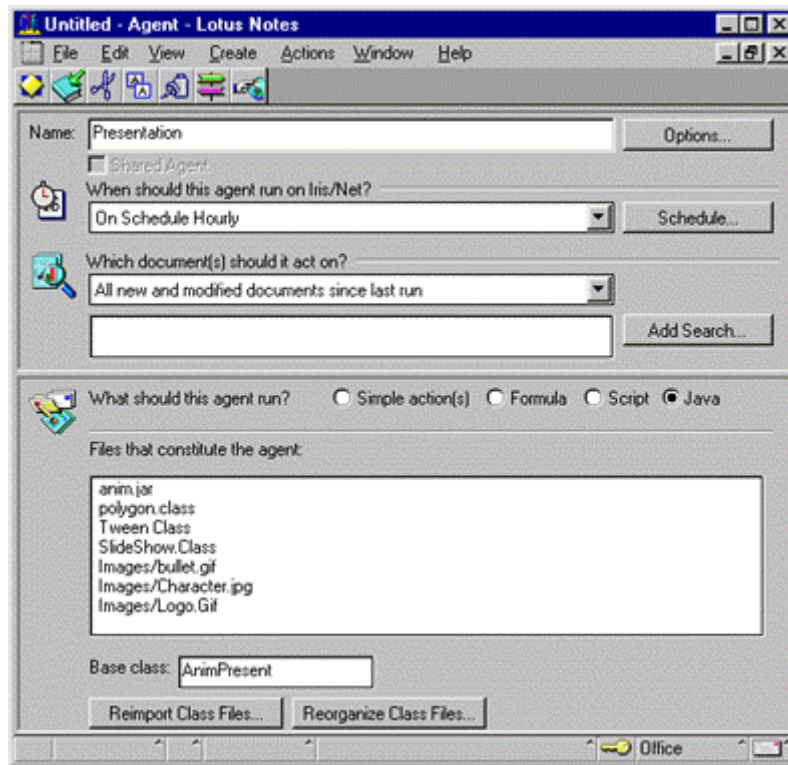 Untitled - Agent - Lotus Notes
File Edit View Create Actions Window Help
Name: Presentation Options...
Shared Agent
When should this agent run on Iris/Net?
On Schedule Hourly Schedule...
Which document(s) should it act on?
All new and modified documents since last run
Add Search...
What should this agent run? Simple action(s) Formula Script Java
Files that constitute the agent:
anim.jar
polygon.class
Tween Class
SlideShow.Class
Images/bullet.gif
Images/Character.jpg
Images/Logo.Gif
Base class: AnimPresent
Reimport Class Files... Reorganize Class Files...
Office